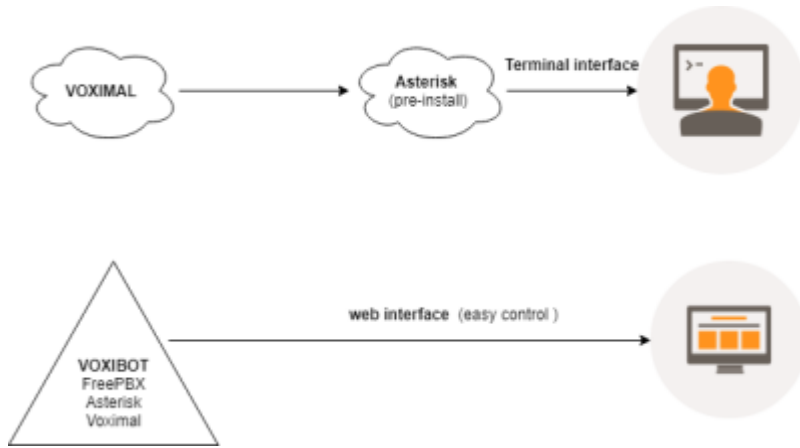 VOXIMAL
Asterisk
(pre-install)
Terminal interface
web interface (easy control )
VOXIBOT
FreePBX
Asterisk
Voximal